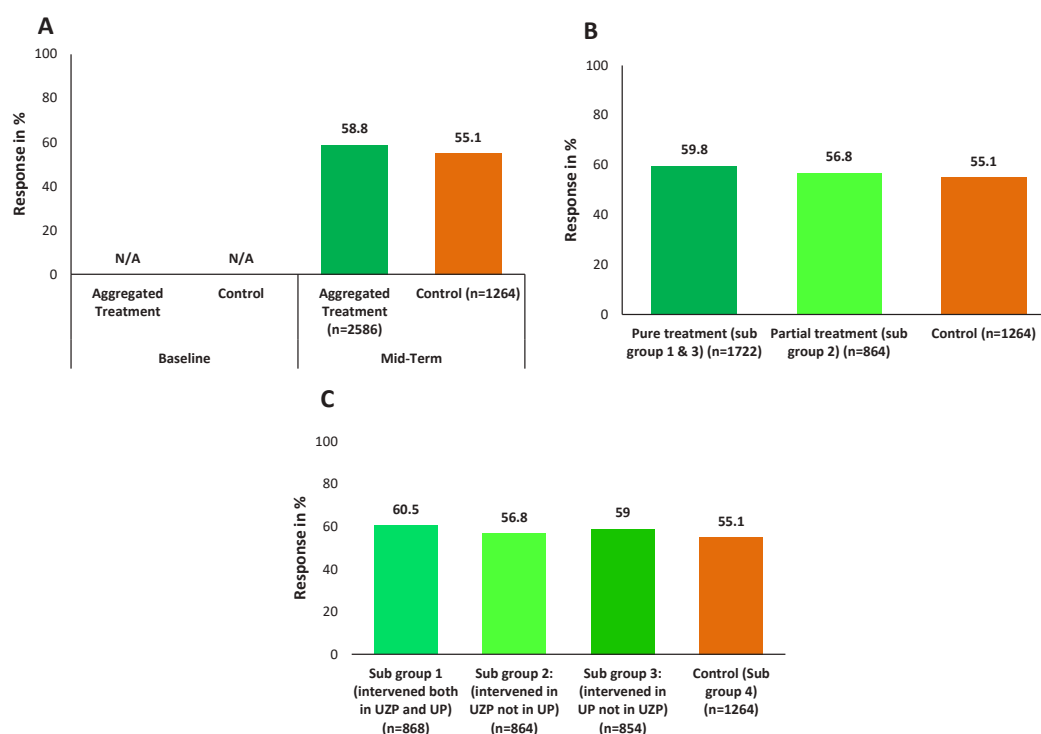 A
Response in %
100
80
60
40
20
0
N/A
N/A
58.8
55.1
Aggregated Treatment
Control
Aggregated Treatment (n=2586)
Control (n=1264)
Baseline
Mid-Term
B
Response in %
100
80
60
40
20
0
59.8
56.8
55.1
Pure treatment (sub
group 1 & 3) (n=1722)
Partial treatment (sub
group 2) (n=864)
Control (n=1264)
C
Response in %
100
80
60
40
20
0
60.5
56.8
59
55.1
Sub group 1
(intervened both
in UZP and UP)
(n=868)
Sub group 2:
(intervened in
UZP not in UP)
(n=864)
Sub group 3:
(intervened in
UP not in UZP)
(n=854)
Control (Sub
group 4)
(n=1264)